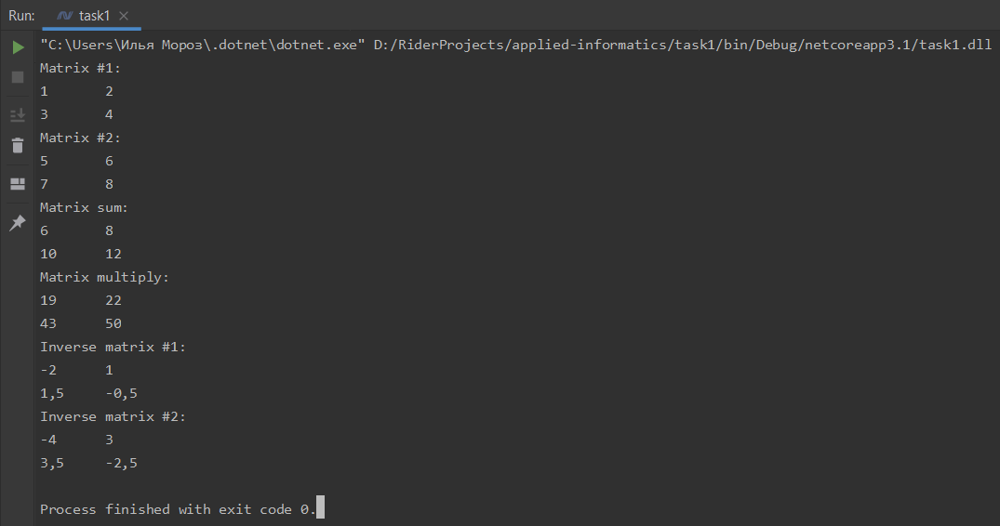 Run: task1
"C:\Users\Илья Мороз\.dotnet\dotnet.exe" D:/RiderProjects/applied-informatics/task1/bin/Debug/netcoreapp3.1/task1.dll
Matrix #1:
1 2
3 4
Matrix #2:
5 6
7 8
Matrix sum:
6 8
10 12
Matrix multiply:
19 22
43 50
Inverse matrix #1:
-2 1
1,5 -0,5
Inverse matrix #2:
-4 3
3,5 -2,5
Process finished with exit code 0.